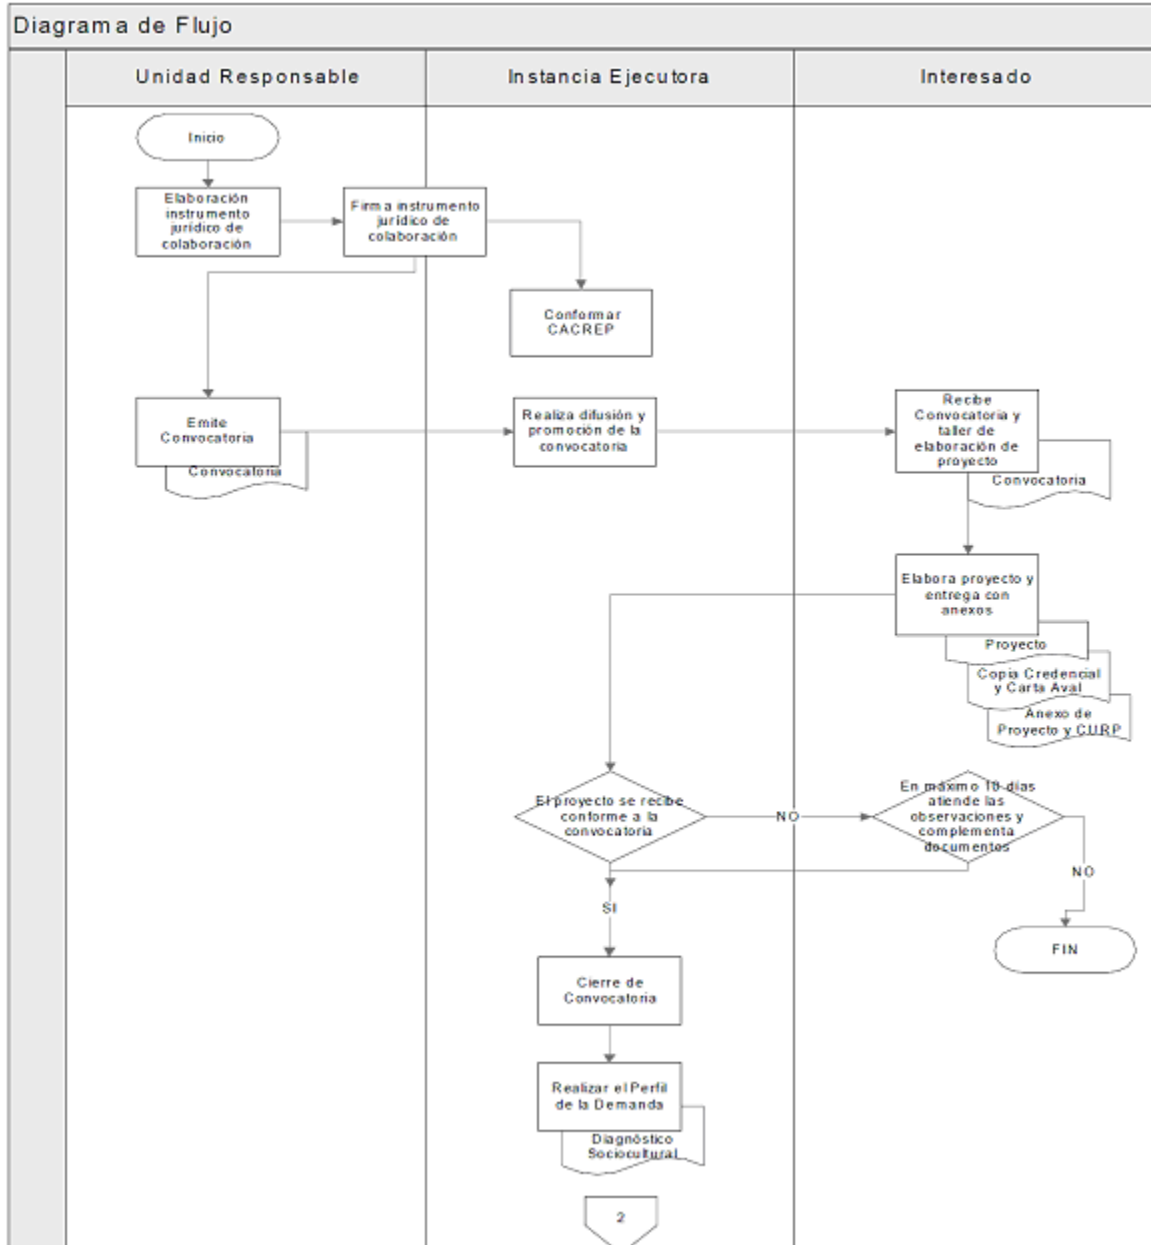 Diagrama de Flujo
Unidad Responsable
Instancia Ejecutora
Interesado
Inicio
Elaboración
instrumento
jurídico de
colaboración
Firma instrumento
jurídico de
colaboración
Conformar
CACREP
Emite
Convocatoria
Convocatoria
Realiza difusión y
promoción de la
convocatoria
Recibe
Convocatoria y
taller de
elaboración de
proyecto
Convocatoria
Elabora proyecto y
entrega con
anexos
Proyecto
Copia Credencial
y Carta Aval
Anexo de
Proyecto y CURP
El proyecto se recibe
conforme a la
convocatoria
NO
En máximo 10 días
atiende las
observaciones y
complementa
documentos
NO
SI
FIN
Cierre de
Convocatoria
Realizar el Perfil
de la Demanda
Diagnóstico
Sociocultural
2